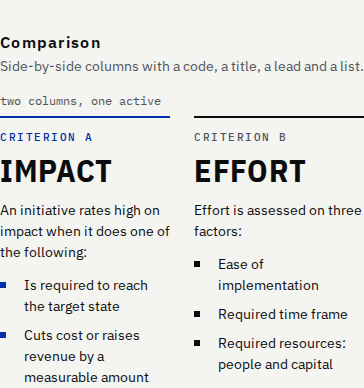 Comparison
Side-by-side columns with a code, a title, a lead and a list.
two columns, one active
CRITERION A
IMPACT
An initiative rates high on
impact when it does one of
the following:
Is required to reach
the target state
Cuts cost or raises
revenue by a
measurable amount
CRITERION B
EFFORT
Effort is assessed on three
factors:
Ease of
implementation
Required time frame
Required resources:
people and capital